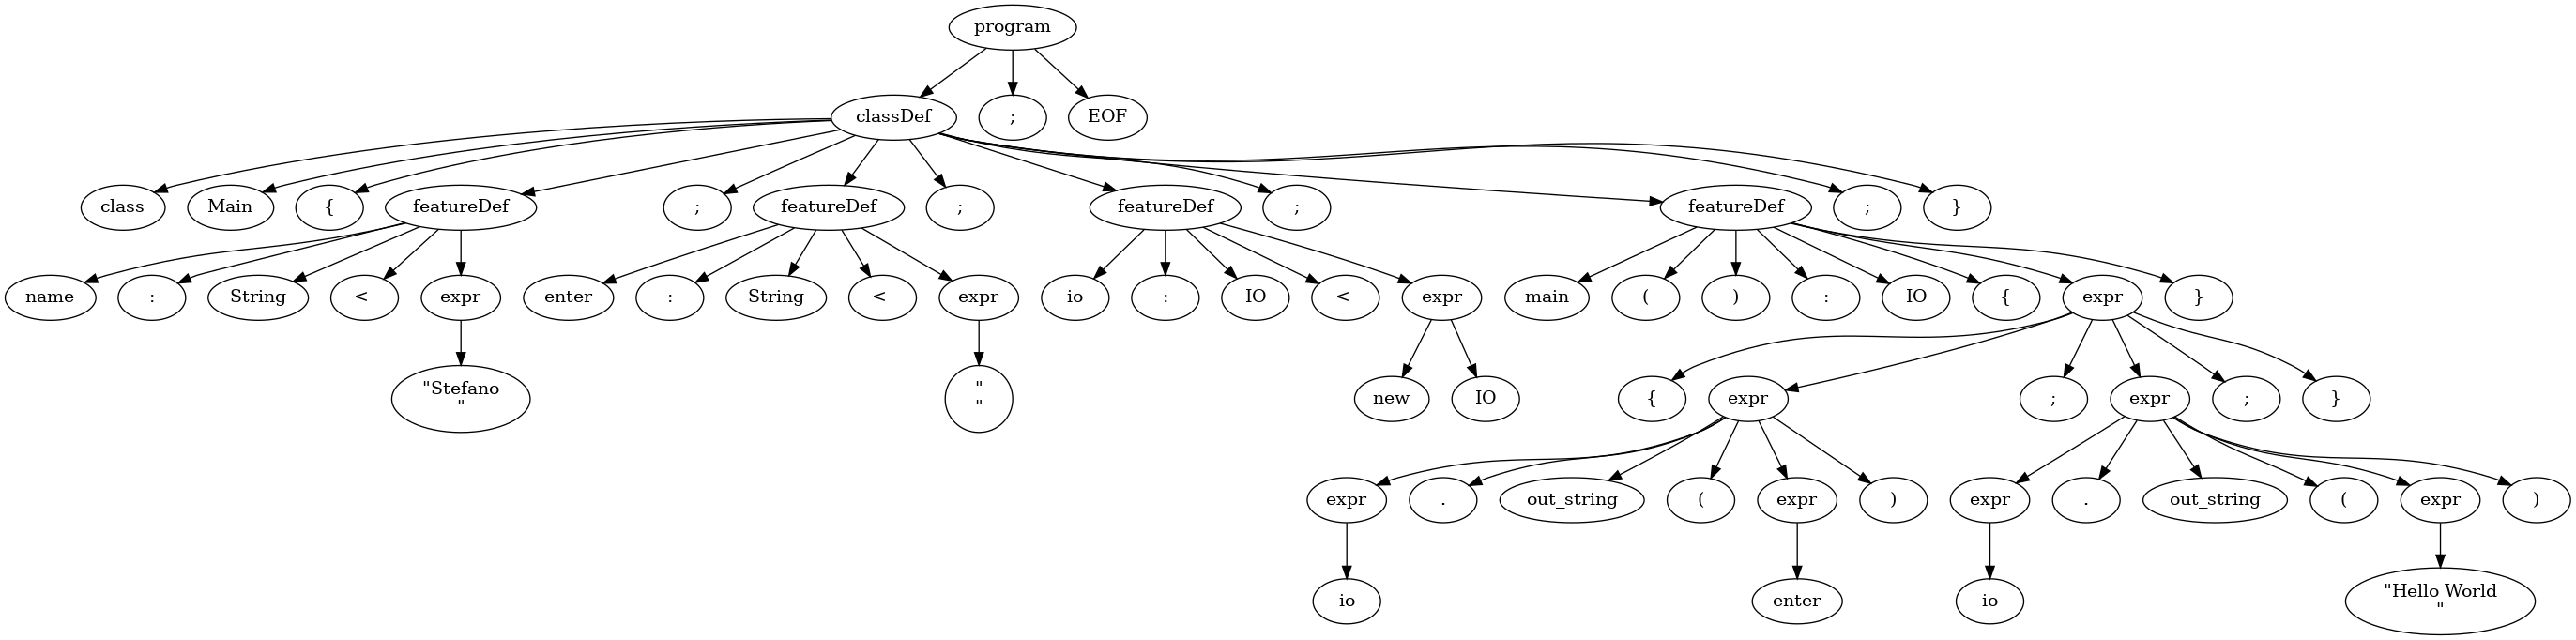 program
classDef
;
EOF
class
Main
{
featureDef
;
featureDef
;
featureDef
;
featureDef
;
}
name
:
String
<-
expr
enter
:
String
<-
expr
io
:
IO
<-
expr
main
(
)
:
IO
{
expr
}
"Stefano
"
"
"
new
IO
{
expr
;
expr
;
}
expr
.
out_string
(
expr
)
expr
.
out_string
(
expr
)
io
enter
io
"Hello World
"